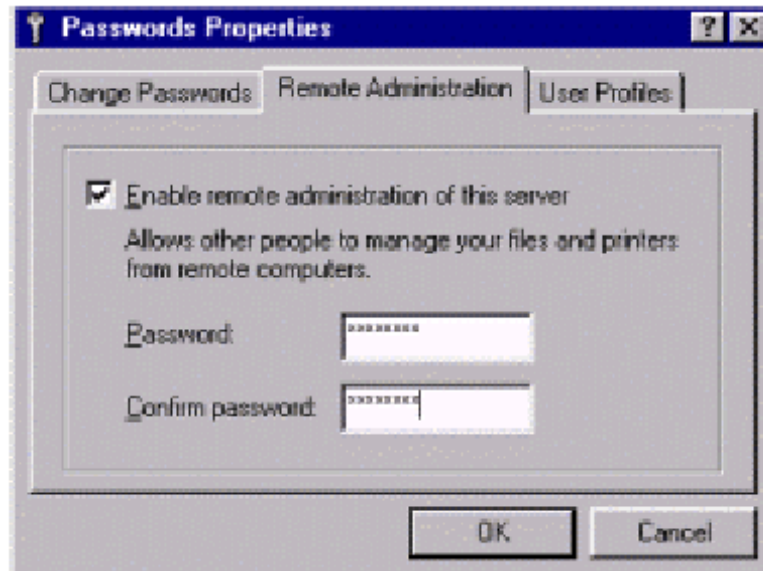 Passwords Properties
Change Passwords
Remote Administration
User Profiles
Enable remote administration of this server
Allows other people to manage your files and printers
from remote computers.
Password:
********
Confirm password:
********
OK
Cancel